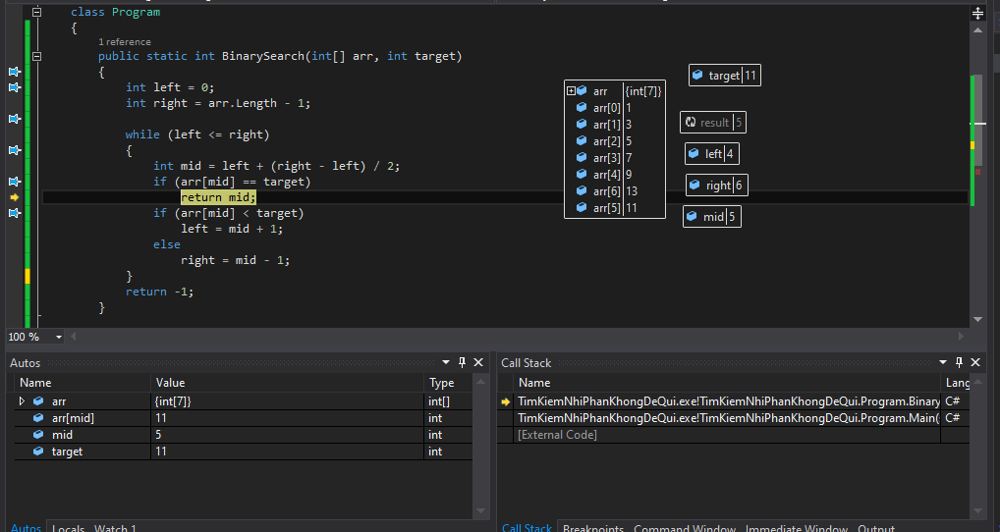 class Program
{
1 reference
public static int BinarySearch(int[] arr, int target)
{
int left = 0;
int right = arr.Length - 1;
while (left <= right)
{
int mid = left + (right - left) / 2;
if (arr[mid] == target)
return mid;
if (arr[mid] < target)
left = mid + 1;
else
right = mid - 1;
}
return -1;
}
arr {int[7]}
arr[0] 1
arr[1] 3
arr[2] 5
arr[3] 7
arr[4] 9
arr[6] 13
arr[5] 11
target 11
result 5
left 4
right 6
mid 5
100 %
Autos
Name Value Type
arr {int[7]} int[]
arr[mid] 11 int
mid 5 int
target 11 int
Autos Locals Watch 1
Call Stack
Name Lang
TimKiemNhiPhanKhongDeQui.exe!TimKiemNhiPhanKhongDeQui.Program.Binary C#
TimKiemNhiPhanKhongDeQui.exe!TimKiemNhiPhanKhongDeQui.Program.Main( C#
[External Code]
Call Stack Breakpoints Command Window Immediate Window Output